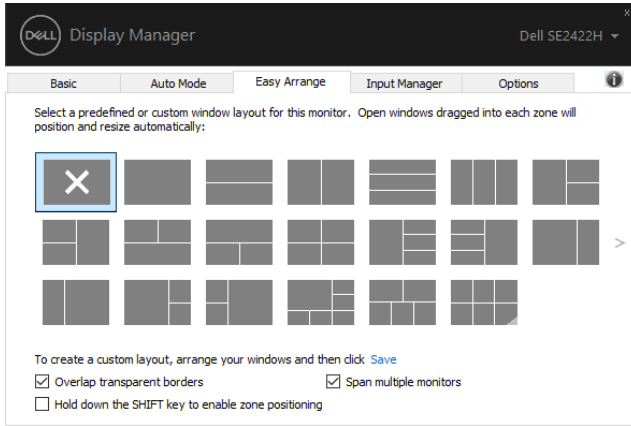 x
DELL Display Manager Dell SE2422H
Basic Auto Mode Easy Arrange Input Manager Options i
Select a predefined or custom window layout for this monitor. Open windows dragged into each zone will
position and resize automatically:
>
To create a custom layout, arrange your windows and then click Save
Overlap transparent borders Span multiple monitors
Hold down the SHIFT key to enable zone positioning